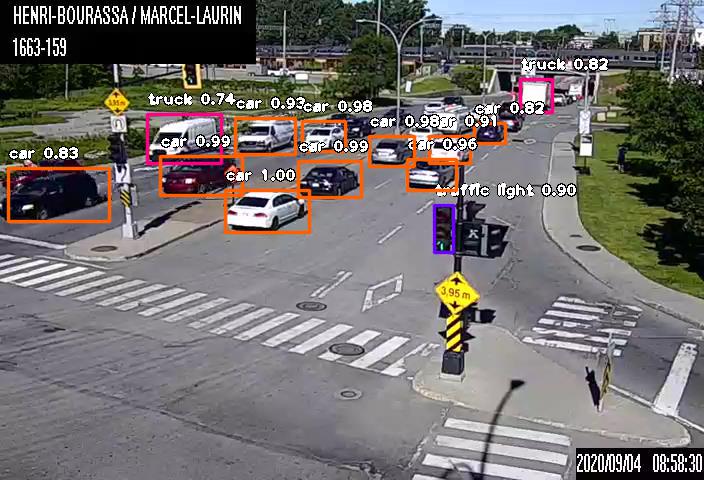 HENRI-BOURASSA / MARCEL-LAURIN
1663-159
truck 0.82
truck 0.74
car 0.93
car 0.98
car 0.82
car 0.98
car 0.91
car 0.99
car 0.99
car 0.96
car 0.83
car 1.00
traffic light 0.90
3,95 m
3,95 m
2020/09/04 08:58:30